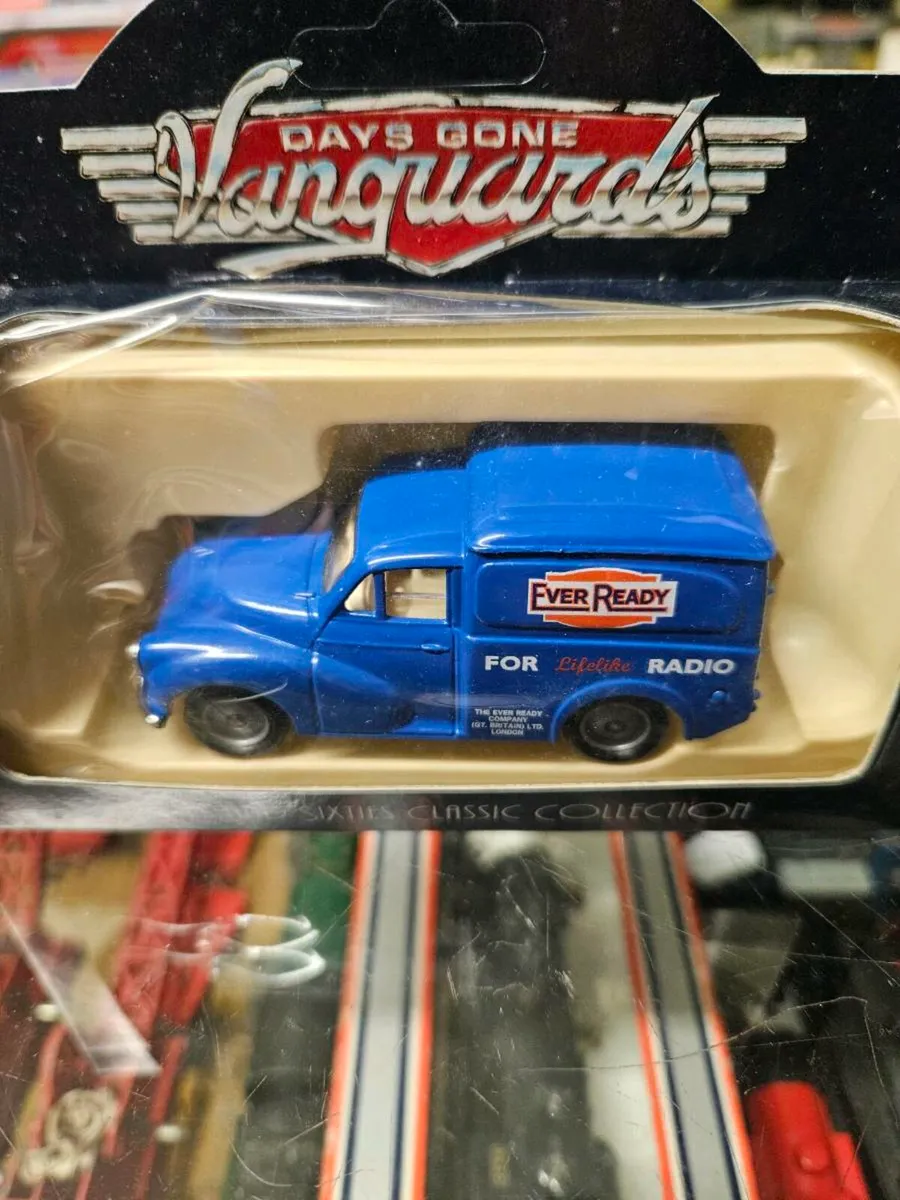 DAYS GONE
Vanguards
EVER READY
FOR Lifelike RADIO
THE EVER READY
COMPANY
(GT. BRITAIN) LTD.
LONDON
SIXTIES CLASSIC COLLECTION